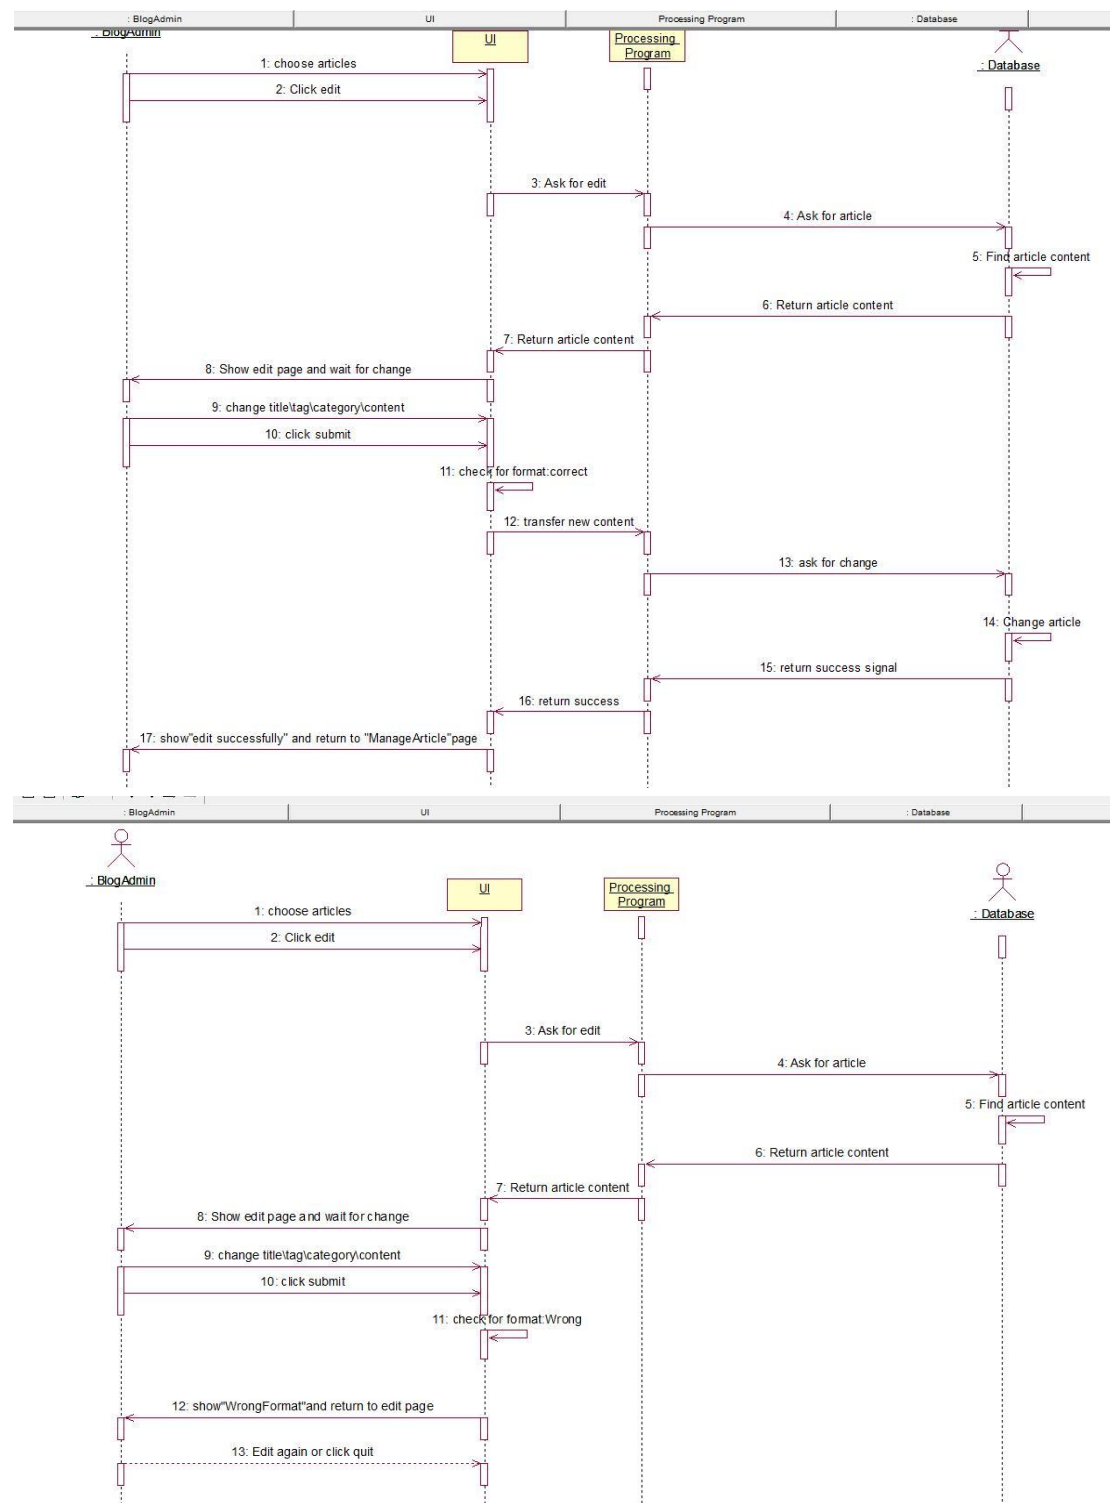 : BlogAdmin UI Processing Program : Database
: BlogAdmin
UI
Processing
Program
: Database
1: choose articles
2: Click edit
3: Ask for edit
4: Ask for article
5: Find article content
6: Return article content
7: Return article content
8: Show edit page and wait for change
9: change title\tag\category\content
10: click submit
11: check for format:correct
12: transfer new content
13: ask for change
14: Change article
15: return success signal
16: return success
17: show"edit successfully" and return to "ManageArticle"page
: BlogAdmin UI Processing Program : Database
: BlogAdmin
UI
Processing
Program
: Database
1: choose articles
2: Click edit
3: Ask for edit
4: Ask for article
5: Find article content
6: Return article content
7: Return article content
8: Show edit page and wait for change
9: change title\tag\category\content
10: click submit
11: check for format:Wrong
12: show"WrongFormat"and return to edit page
13: Edit again or click quit